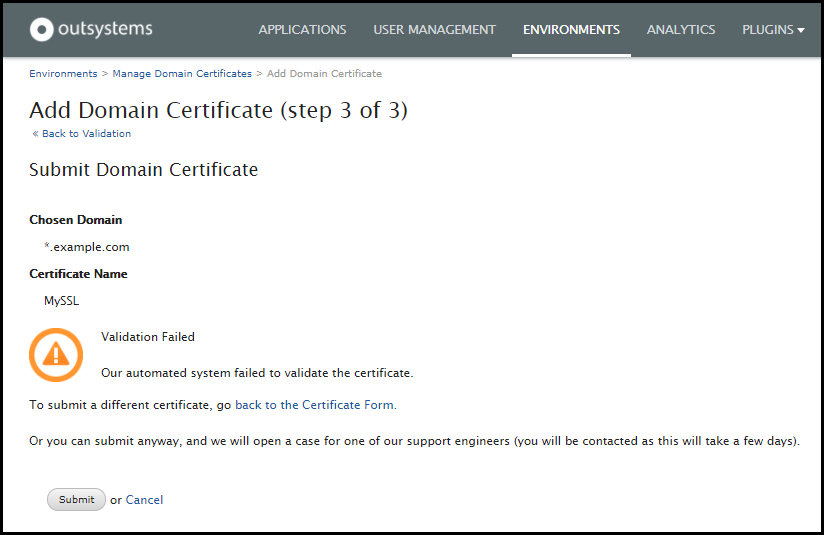 outsystems
APPLICATIONS
USER MANAGEMENT
ENVIRONMENTS
ANALYTICS
PLUGINS
Environments > Manage Domain Certificates > Add Domain Certificate
Add Domain Certificate (step 3 of 3)
« Back to Validation
Submit Domain Certificate
Chosen Domain
*.example.com
Certificate Name
MySSL
Validation Failed
Our automated system failed to validate the certificate.
To submit a different certificate, go back to the Certificate Form.
Or you can submit anyway, and we will open a case for one of our support engineers (you will be contacted as this will take a few days).
Submit or Cancel